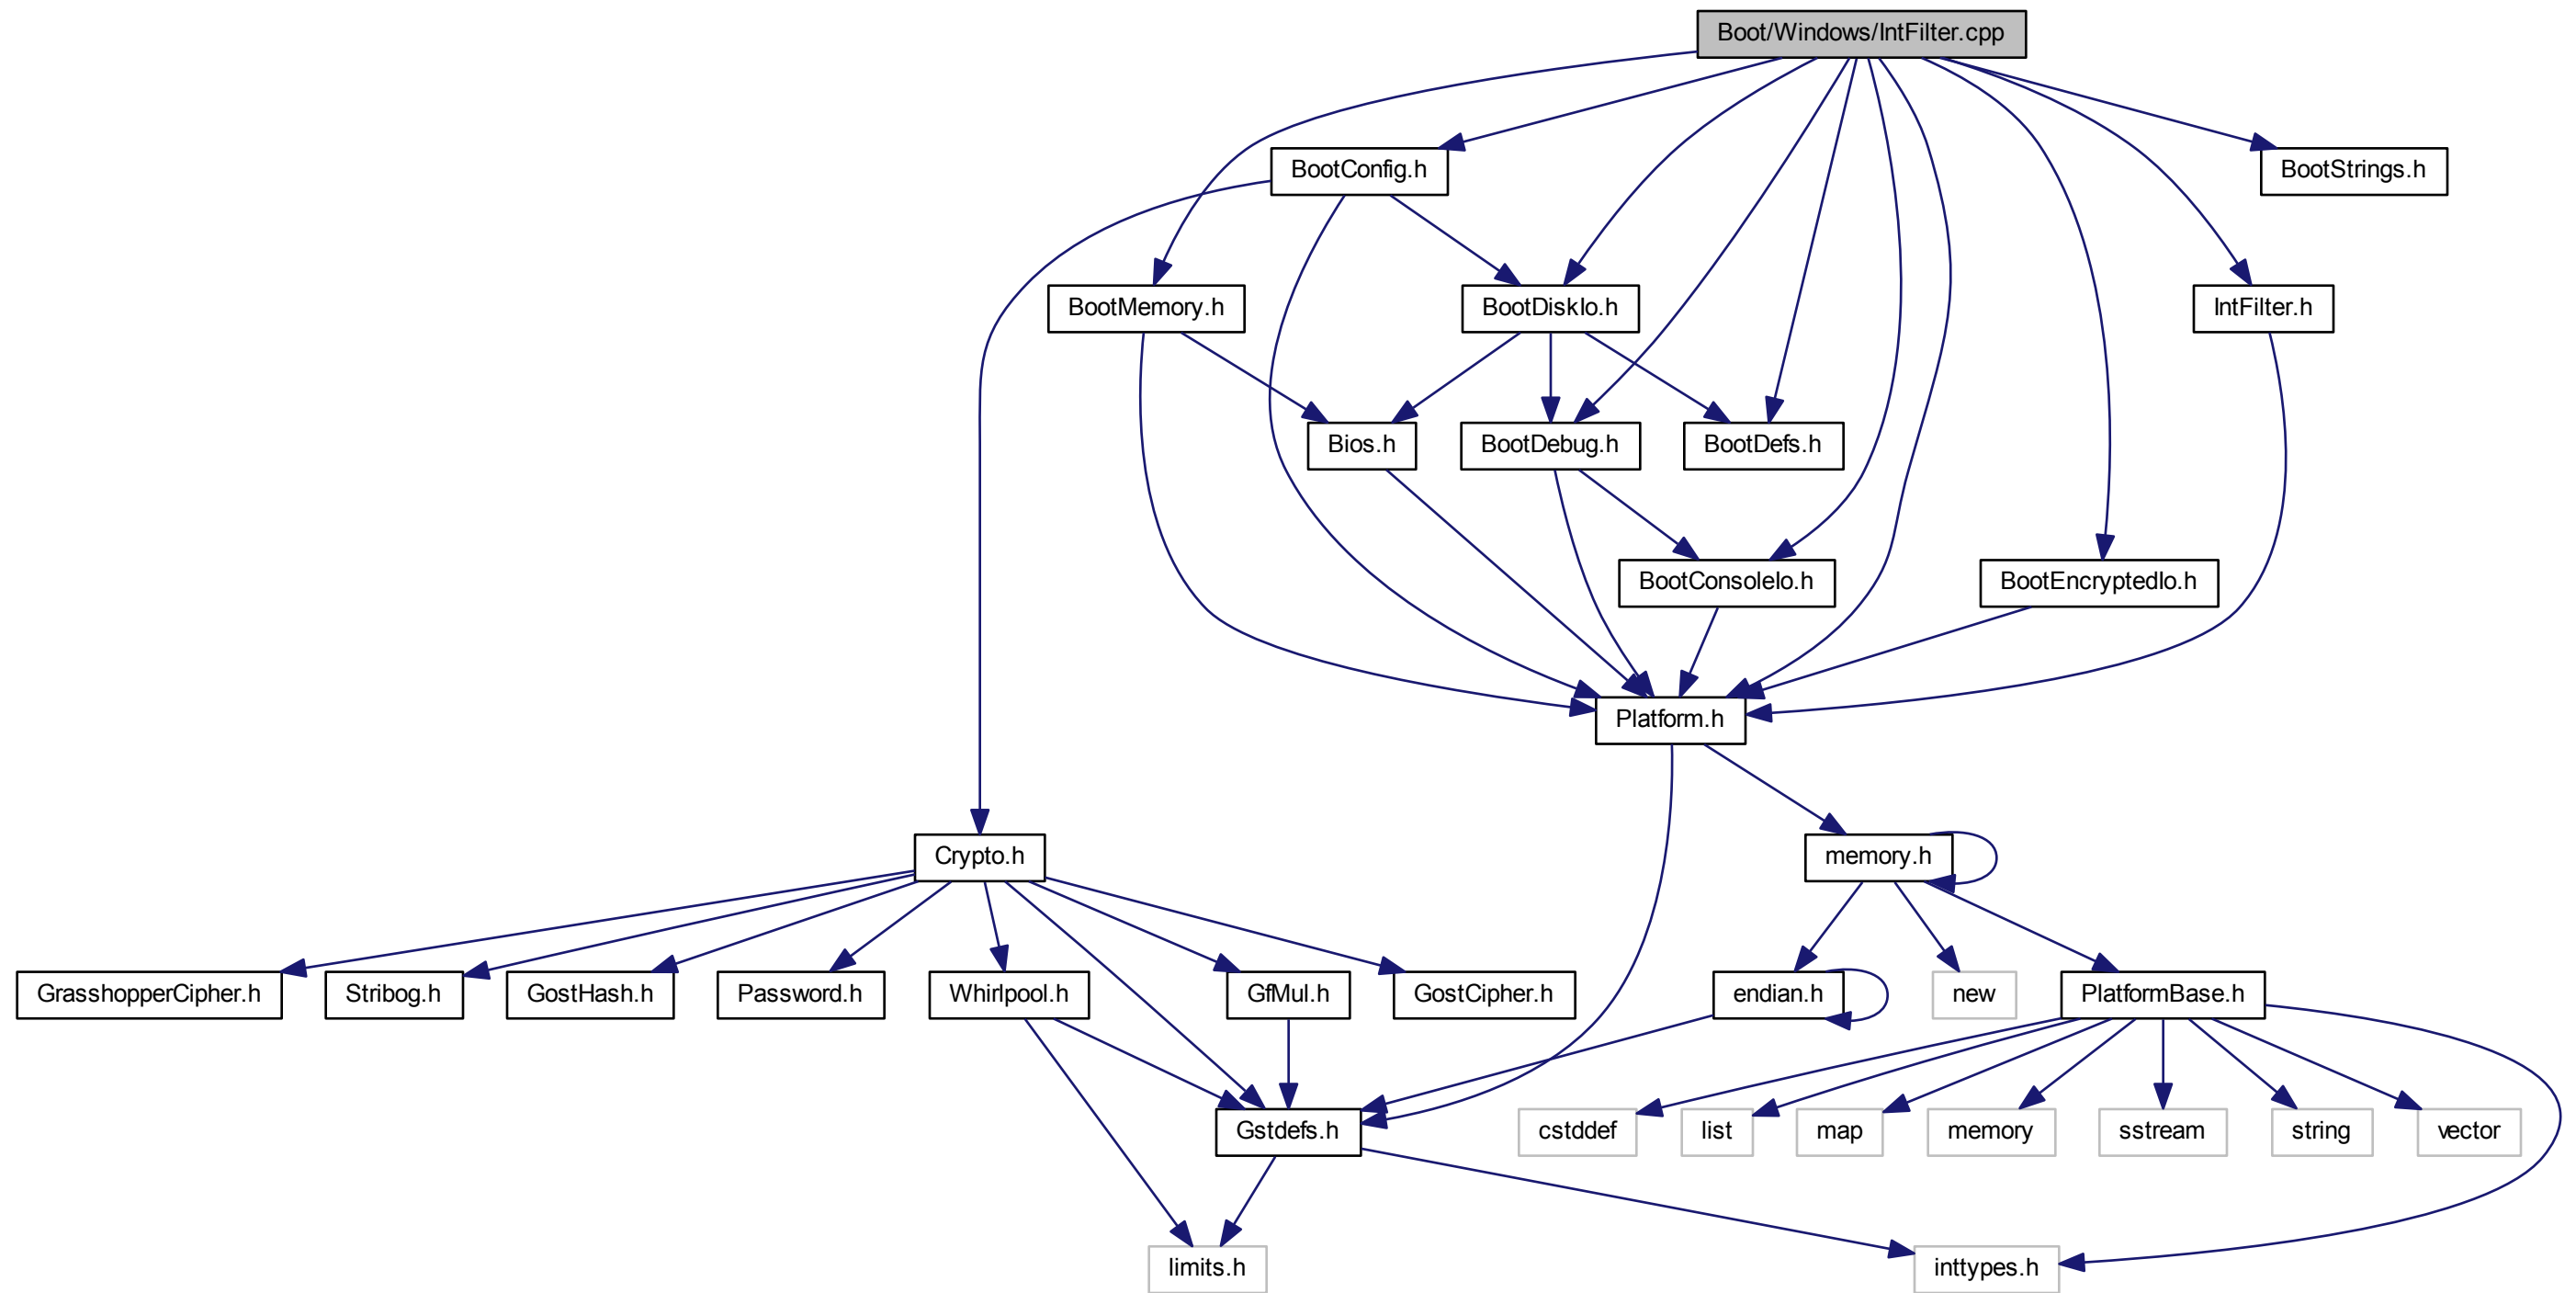 Boot/Windows/IntFilter.cpp
BootConfig.h
BootStrings.h
BootMemory.h
BootDiskIo.h
IntFilter.h
Bios.h
BootDebug.h
BootDefs.h
BootConsoleIo.h
BootEncryptedIo.h
Platform.h
Crypto.h
memory.h
GrasshopperCipher.h
Stribog.h
GostHash.h
Password.h
Whirlpool.h
GfMul.h
GostCipher.h
endian.h
new
PlatformBase.h
Gstdefs.h
cstddef
list
map
memory
sstream
string
vector
limits.h
inttypes.h